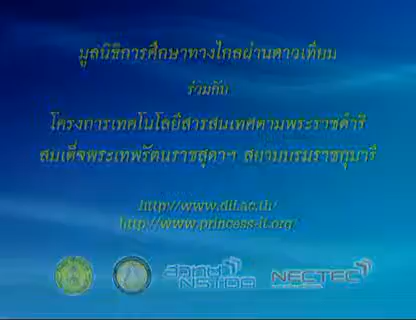 มูลนิธิการศึกษาทางไกลผ่านดาวเทียม
ร่วมกับ
โครงการเทคโนโลยีสารสนเทศตามพระราชดำริ
สมเด็จพระเทพรัตนราชสุดาฯ สยามบรมราชกุมารี
http://www.dlf.ac.th/
http://www.princess-it.org/
สวทช NSTDA
NECTEC